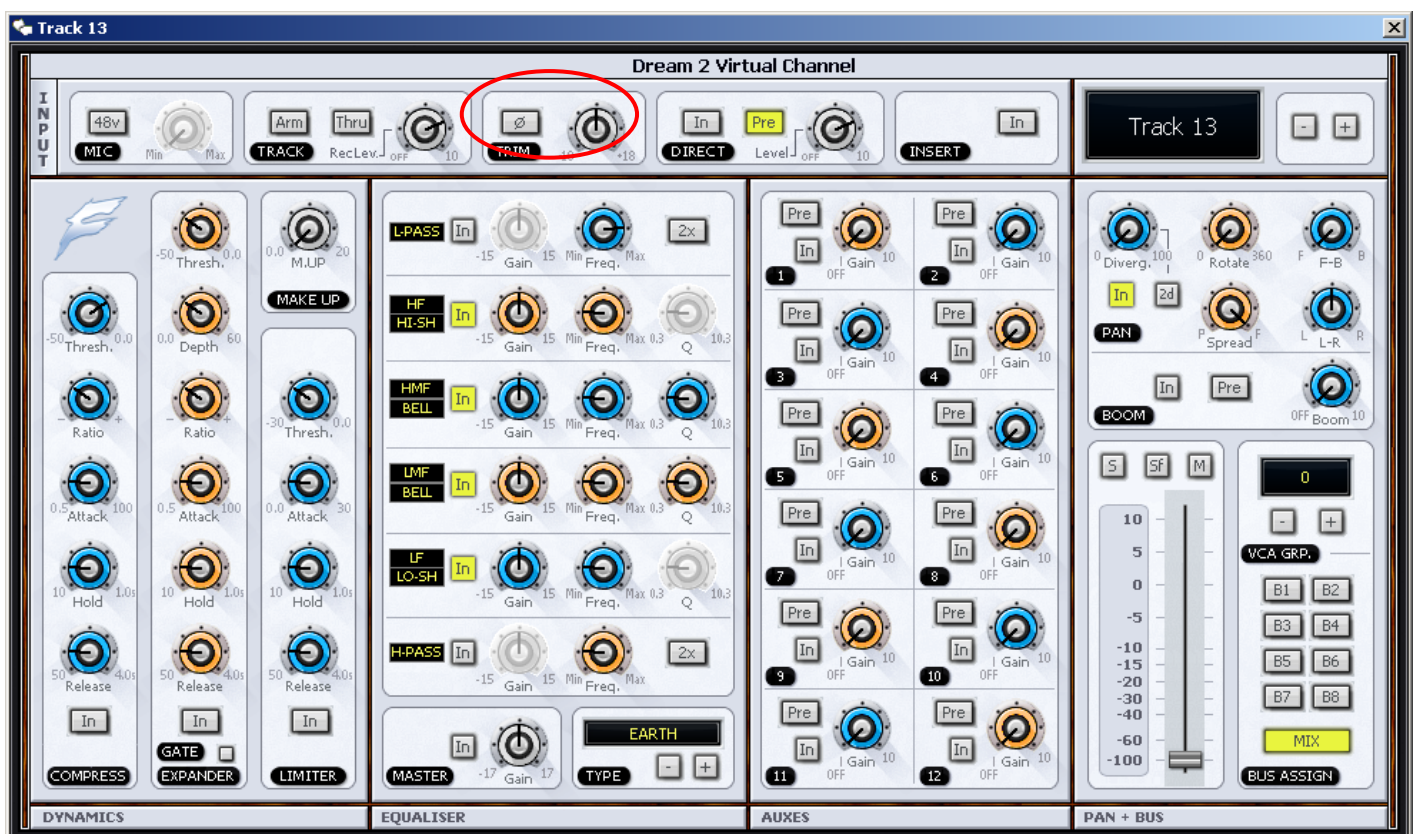 Track 13
Dream 2 Virtual Channel
INPUT
48v
MIC
Min Max
Arm Thru
TRACK RecLev. OFF 10
Ø
TRIM -18 +18
In Pre
DIRECT Level OFF 10
In
INSERT
Track 13
- +
-50 Thresh. 0.0
0.0 M.UP 20
MAKE UP
-50 Thresh. 0.0
0.0 Depth 60
- Ratio +
- Ratio +
-30 Thresh. 0.0
0.5 Attack 100
0.5 Attack 100
0.0 Attack 30
10 Hold 1.0s
10 Hold 1.0s
10 Hold 1.0s
50 Release 4.0s
50 Release 4.0s
50 Release 4.0s
In In In
GATE
COMPRESS EXPANDER LIMITER
DYNAMICS
L-PASS In
-15 Gain 15 Min Freq. Max
2x
HF
HI-SH
In
-15 Gain 15 Min Freq. Max 0.3 Q 10.3
HMF
BELL
In
-15 Gain 15 Min Freq. Max 0.3 Q 10.3
LMF
BELL
In
-15 Gain 15 Min Freq. Max 0.3 Q 10.3
LF
LO-SH
In
-15 Gain 15 Min Freq. Max 0.3 Q 10.3
H-PASS In
-15 Gain 15 Min Freq. Max
2x
In
MASTER -17 Gain 17
EARTH
TYPE - +
EQUALISER
Pre
In
1 OFF Gain 10
Pre
In
2 OFF Gain 10
Pre
In
3 OFF Gain 10
Pre
In
4 OFF Gain 10
Pre
In
5 OFF Gain 10
Pre
In
6 OFF Gain 10
Pre
In
7 OFF Gain 10
Pre
In
8 OFF Gain 10
Pre
In
9 OFF Gain 10
Pre
In
10 OFF Gain 10
Pre
In
11 OFF Gain 10
Pre
In
12 OFF Gain 10
AUXES
0 Diverg. 100
0 Rotate 360
F F-B B
In 2d
PAN
P Spread F
L L-R R
In Pre
BOOM
OFF Boom 10
S Sf M
10
5
0
-5
-10
-15
-20
-30
-40
-60
-100
0
- +
VCA GRP.
B1 B2
B3 B4
B5 B6
B7 B8
MIX
BUS ASSIGN
PAN + BUS